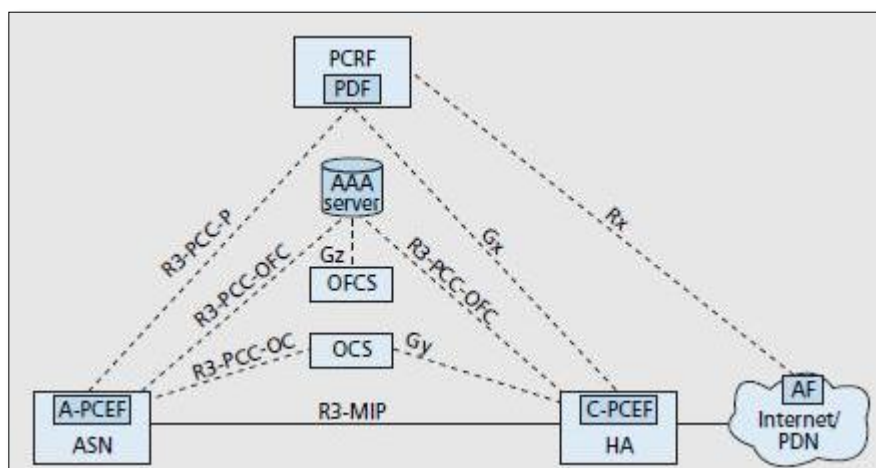 PCRF
PDF
AAA
server
R3-PCC-P
Gx
Rx
Gz
R3-PCC-OFC
R3-PCC-OFC
OFCS
R3-PCC-OC
OCS
Gy
A-PCEF
ASN
R3-MIP
C-PCEF
HA
AF
Internet/
PDN